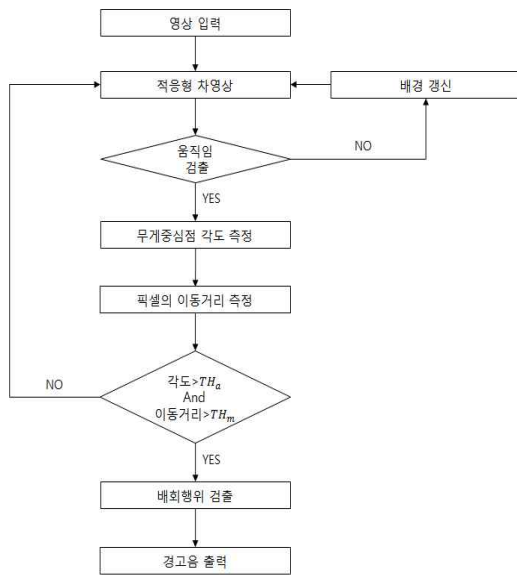 영상 입력
적응형 차영상
배경 갱신
움직임
검출
NO
YES
무게중심점 각도 측정
픽셀의 이동거리 측정
각도>THₐ
And
이동거리>THₘ
NO
YES
배회행위 검출
경고음 출력